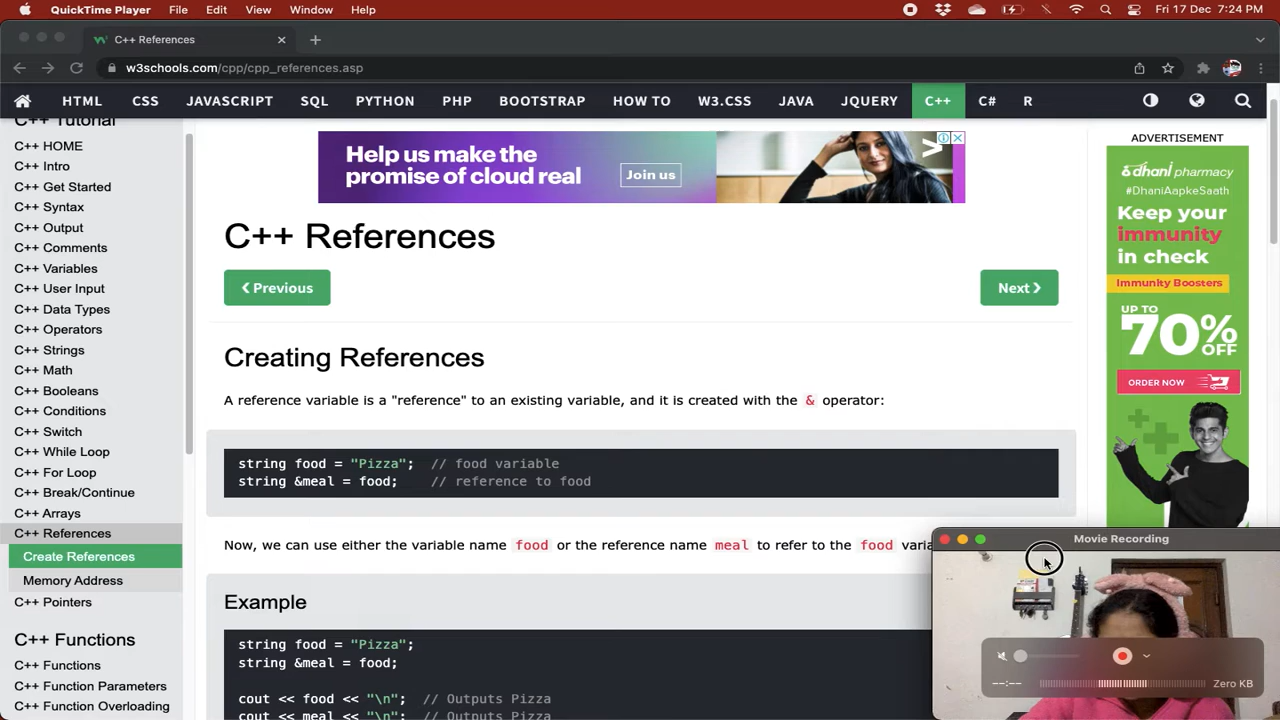 QuickTime Player File Edit View Window Help Fri 17 Dec 7:24 PM
C++ References
w3schools.com/cpp/cpp_references.asp
HTML CSS JAVASCRIPT SQL PYTHON PHP BOOTSTRAP HOW TO W3.CSS JAVA JQUERY C++ C# R
C++ Tutorial
C++ HOME
C++ Intro
C++ Get Started
C++ Syntax
C++ Output
C++ Comments
C++ Variables
C++ User Input
C++ Data Types
C++ Operators
C++ Strings
C++ Math
C++ Booleans
C++ Conditions
C++ Switch
C++ While Loop
C++ For Loop
C++ Break/Continue
C++ Arrays
C++ References
Create References
Memory Address
C++ Pointers
C++ Functions
C++ Functions
C++ Function Parameters
C++ Function Overloading
Help us make the
promise of cloud real
Join us
C++ References
❮ Previous
Next ❯
Creating References
A reference variable is a "reference" to an existing variable, and it is created with the & operator:
string food = "Pizza";  // food variable
string &meal = food;    // reference to food
Now, we can use either the variable name food or the reference name meal to refer to the food varia
Example
string food = "Pizza";
string &meal = food;
cout << food << "\n";  // Outputs Pizza
cout << meal << "\n";  // Outputs Pizza
ADVERTISEMENT
dhani pharmacy
#DhaniAapkeSaath
Keep your
immunity
in check
Immunity Boosters
UP TO
70% OFF
ORDER NOW
Movie Recording
--:--
Zero KB